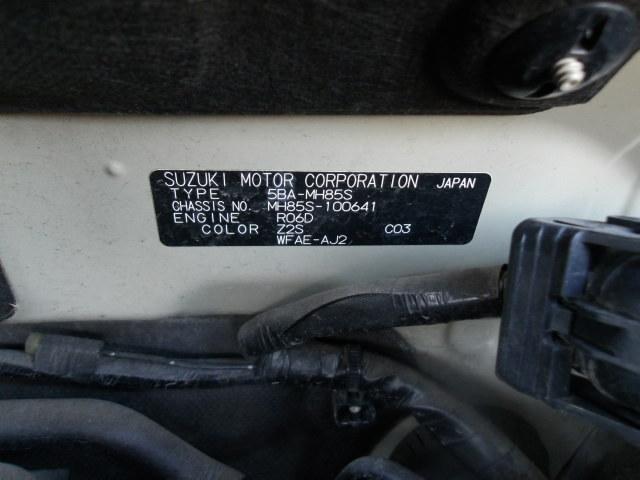 SUZUKI MOTOR CORPORATION JAPAN
TYPE 5BA-MH85S
CHASSIS NO. MH85S-100641
ENGINE R06D
COLOR Z2S C03
WFAE-AJ2